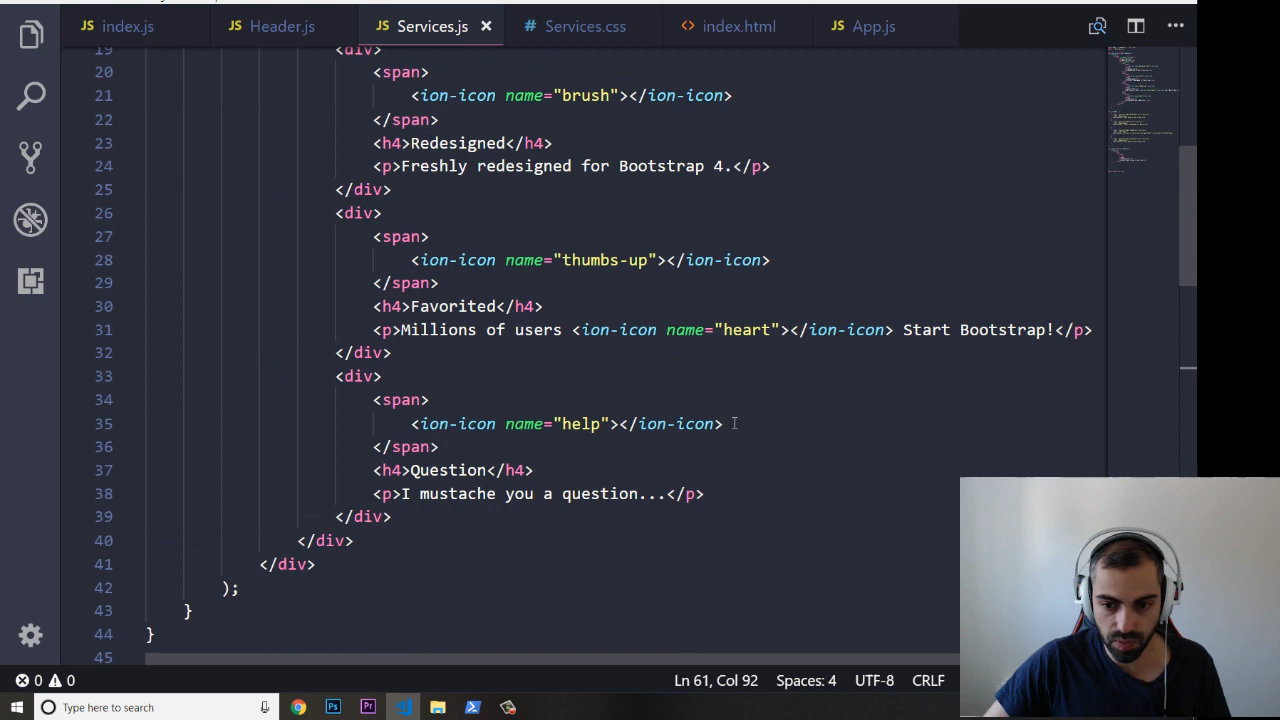 JS index.js
JS Header.js
JS Services.js ×
# Services.css
<> index.html
JS App.js
19 <div>
20 <span>
21 <ion-icon name="brush"></ion-icon>
22 </span>
23 <h4>Redesigned</h4>
24 <p>Freshly redesigned for Bootstrap 4.</p>
25 </div>
26 <div>
27 <span>
28 <ion-icon name="thumbs-up"></ion-icon>
29 </span>
30 <h4>Favorited</h4>
31 <p>Millions of users <ion-icon name="heart"></ion-icon> Start Bootstrap!</p>
32 </div>
33 <div>
34 <span>
35 <ion-icon name="help"></ion-icon>
36 </span>
37 <h4>Question</h4>
38 <p>I mustache you a question...</p>
39 </div>
40 </div>
41 </div>
42 );
43 }
44 }
45
0 0 Ln 61, Col 92 Spaces: 4 UTF-8 CRLF
Type here to search Ps Pr